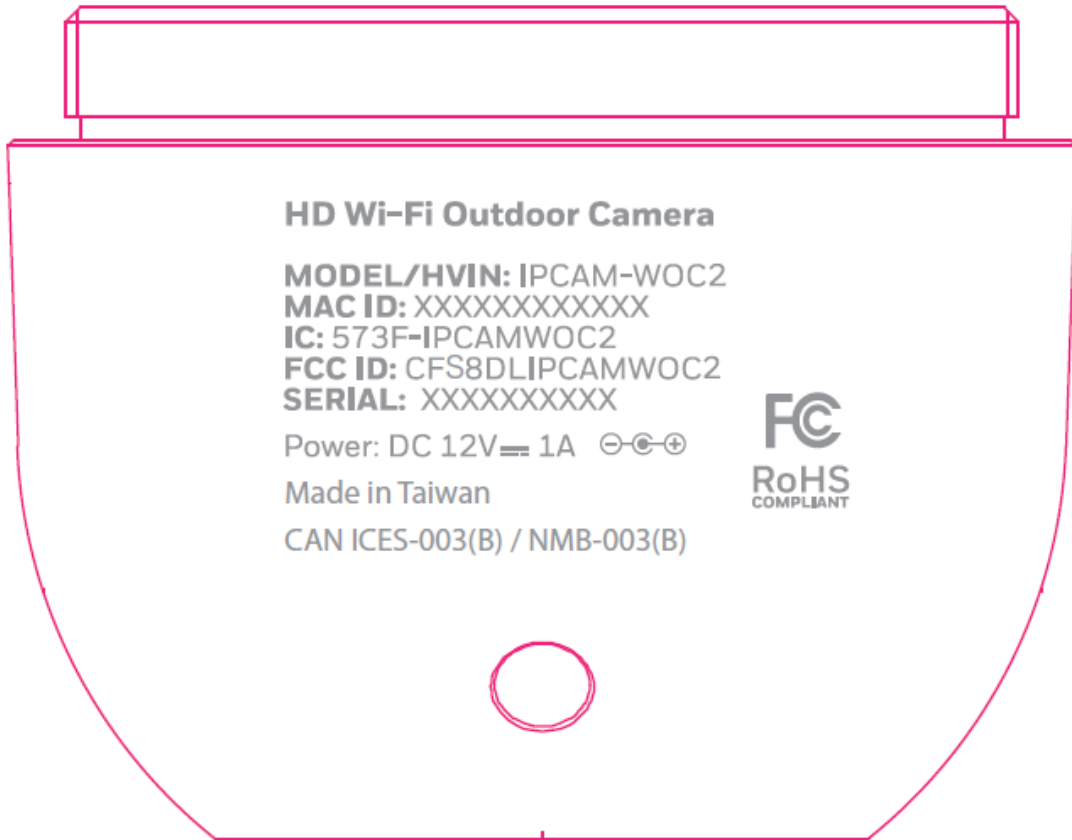 HD Wi-Fi Outdoor Camera
MODEL/HVIN: IPCAM-WOC2
MAC ID: XXXXXXXXXXXX
IC: 573F-IPCAMWOC2
FCC ID: CFS8DLIPCAMWOC2
SERIAL: XXXXXXXXXX
Power: DC 12V⎓ 1A
Made in Taiwan
CAN ICES-003(B) / NMB-003(B)
FC
RoHS
COMPLIANT